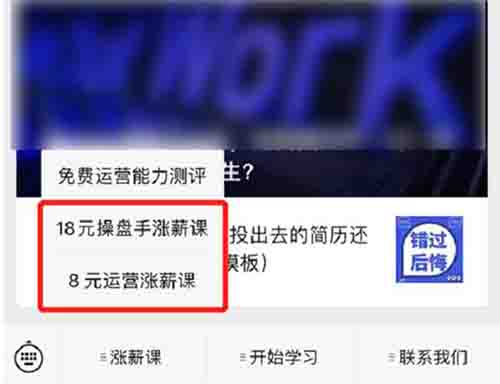 Work
生?
免费运营能力测评
18元操盘手涨薪课
投出去的简历还
8元运营涨薪课
模板)
错过
后悔
涨薪课
开始学习
联系我们